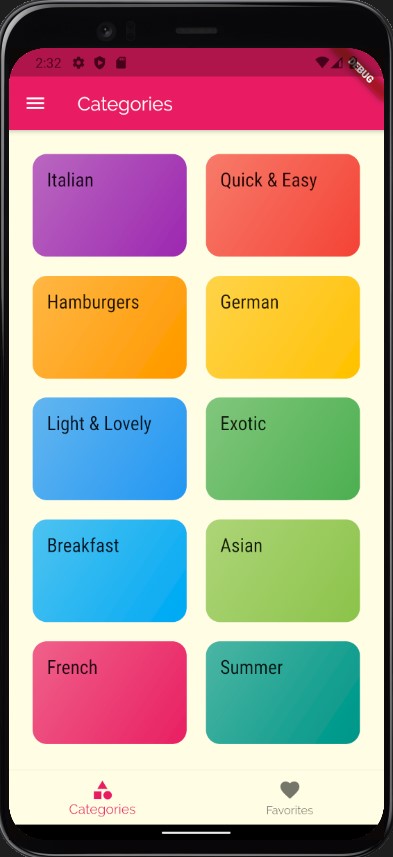 2:32
DEBUG
Categories
Italian
Quick & Easy
Hamburgers
German
Light & Lovely
Exotic
Breakfast
Asian
French
Summer
Categories
Favorites